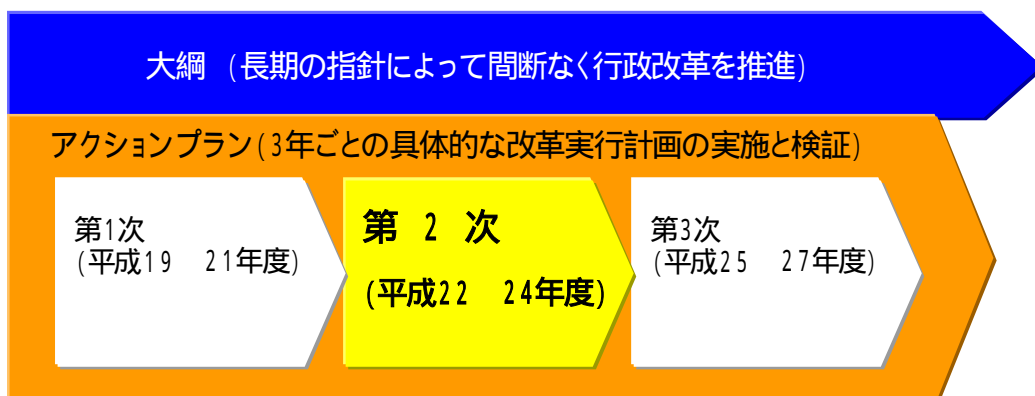 大綱 (長期の指針によって間断なく行政改革を推進)
アクションプラン(3年ごとの具体的な改革実行計画の実施と検証)
第1次
(平成19 21年度)
第 2 次
(平成22 24年度)
第3次
(平成25 27年度)